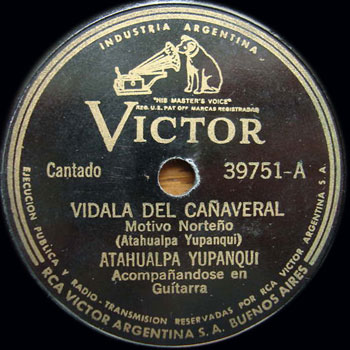 INDUSTRIA ARGENTINA
"HIS MASTER'S VOICE"
REG. U.S. PAT OFF MARCAS REGISTRADAS
VICTOR
Cantado
39751-A
VIDALA DEL CAÑAVERAL
Motivo Norteño
(Atahualpa Yupanqui)
ATAHUALPA YUPANQUI
Acompañandose en
Guitarra
EJECUCION PUBLICA Y RADIO-TRANSMISION RESERVADAS POR RCA VICTOR ARGENTINA S.A.
RCA VICTOR ARGENTINA S.A. BUENOS AIRES